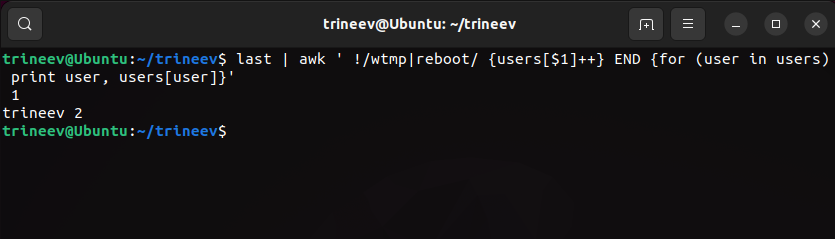 trineev@Ubuntu: ~/trineev
trineev@Ubuntu:~/trineev$ last | awk ' !/wtmp|reboot/ {users[$1]++} END {for (user in users)
 print user, users[user]}'
 1
trineev 2
trineev@Ubuntu:~/trineev$